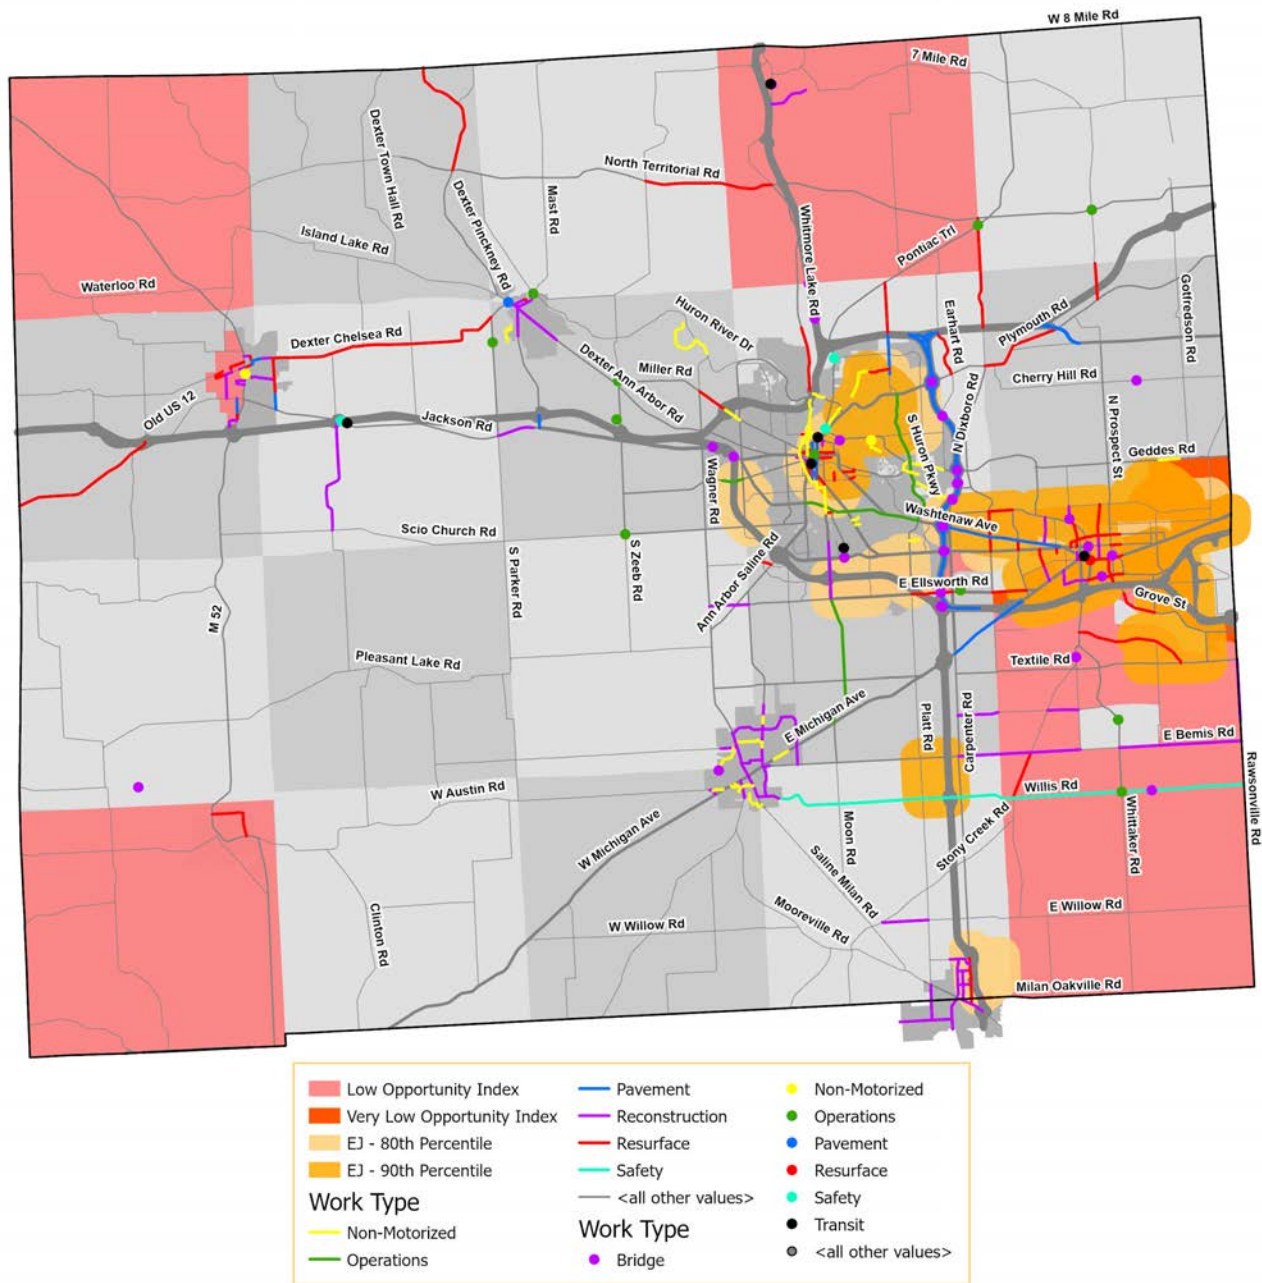 W 8 Mile Rd
7 Mile Rd
Dexter Town Hall Rd
North Territorial Rd
Dexter Pinckney Rd
Mast Rd
Whitmore Lake Rd
Pontiac Trl
Island Lake Rd
Waterloo Rd
Huron River Dr
Earhart Rd
Plymouth Rd
Gotfredson Rd
Dexter Chelsea Rd
Dexter Ann Arbor Rd
Miller Rd
Cherry Hill Rd
Old US 12
Jackson Rd
S Huron Pkwy
N Dixboro Rd
N Prospect St
Geddes Rd
Wagner Rd
Washtenaw Ave
Scio Church Rd
S Parker Rd
S Zeeb Rd
Ann Arbor Saline Rd
E Ellsworth Rd
Grove St
M 52
Pleasant Lake Rd
Textile Rd
E Michigan Ave
Platt Rd
Carpenter Rd
E Bemis Rd
W Austin Rd
Willis Rd
Rawsonville Rd
W Michigan Ave
Moon Rd
Stony Creek Rd
Whittaker Rd
Saline Milan Rd
Clinton Rd
W Willow Rd
Mooreville Rd
E Willow Rd
Milan Oakville Rd
Low Opportunity Index
Very Low Opportunity Index
EJ - 80th Percentile
EJ - 90th Percentile
Work Type
Non-Motorized
Operations
Pavement
Reconstruction
Resurface
Safety
<all other values>
Work Type
Bridge
Non-Motorized
Operations
Pavement
Resurface
Safety
Transit
<all other values>